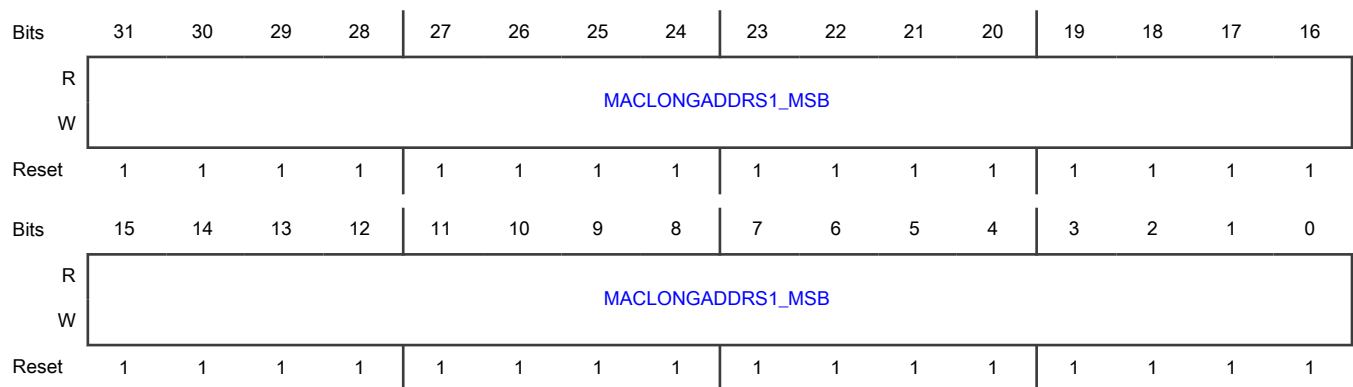 Bits 31 30 29 28 27 26 25 24 23 22 21 20 19 18 17 16
R
MACLONGADDRS1_MSB
W
Reset 1 1 1 1 1 1 1 1 1 1 1 1 1 1 1 1
Bits 15 14 13 12 11 10 9 8 7 6 5 4 3 2 1 0
R
MACLONGADDRS1_MSB
W
Reset 1 1 1 1 1 1 1 1 1 1 1 1 1 1 1 1